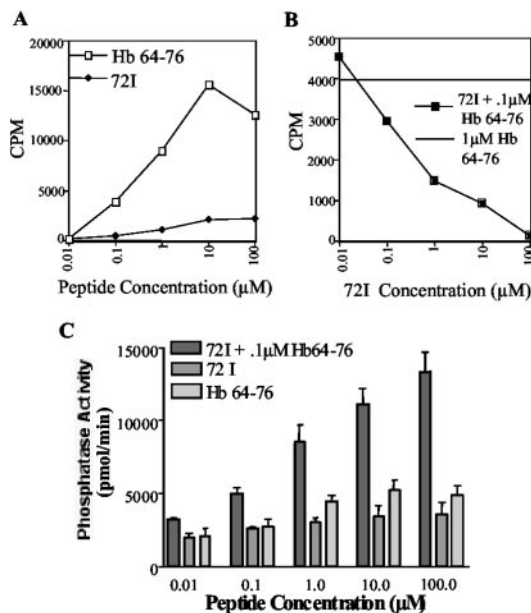 A
20000
15000
10000
5000
0
CPM
Hb 64-76
72I
0.01
0.1
1
10
100
Peptide Concentration (µM)
B
5000
4000
3000
2000
1000
0
CPM
72I + .1µM
Hb 64-76
1µM Hb
64-76
0.01
0.1
1
10
100
72I Concentration (µM)
C
72I + .1µM Hb64-76
72 I
Hb 64-76
15000
10000
5000
0
Phosphatase Activity
(pmol/min)
0.01 0.1 1.0 10.0 100.0
Peptide Concentration (µM)